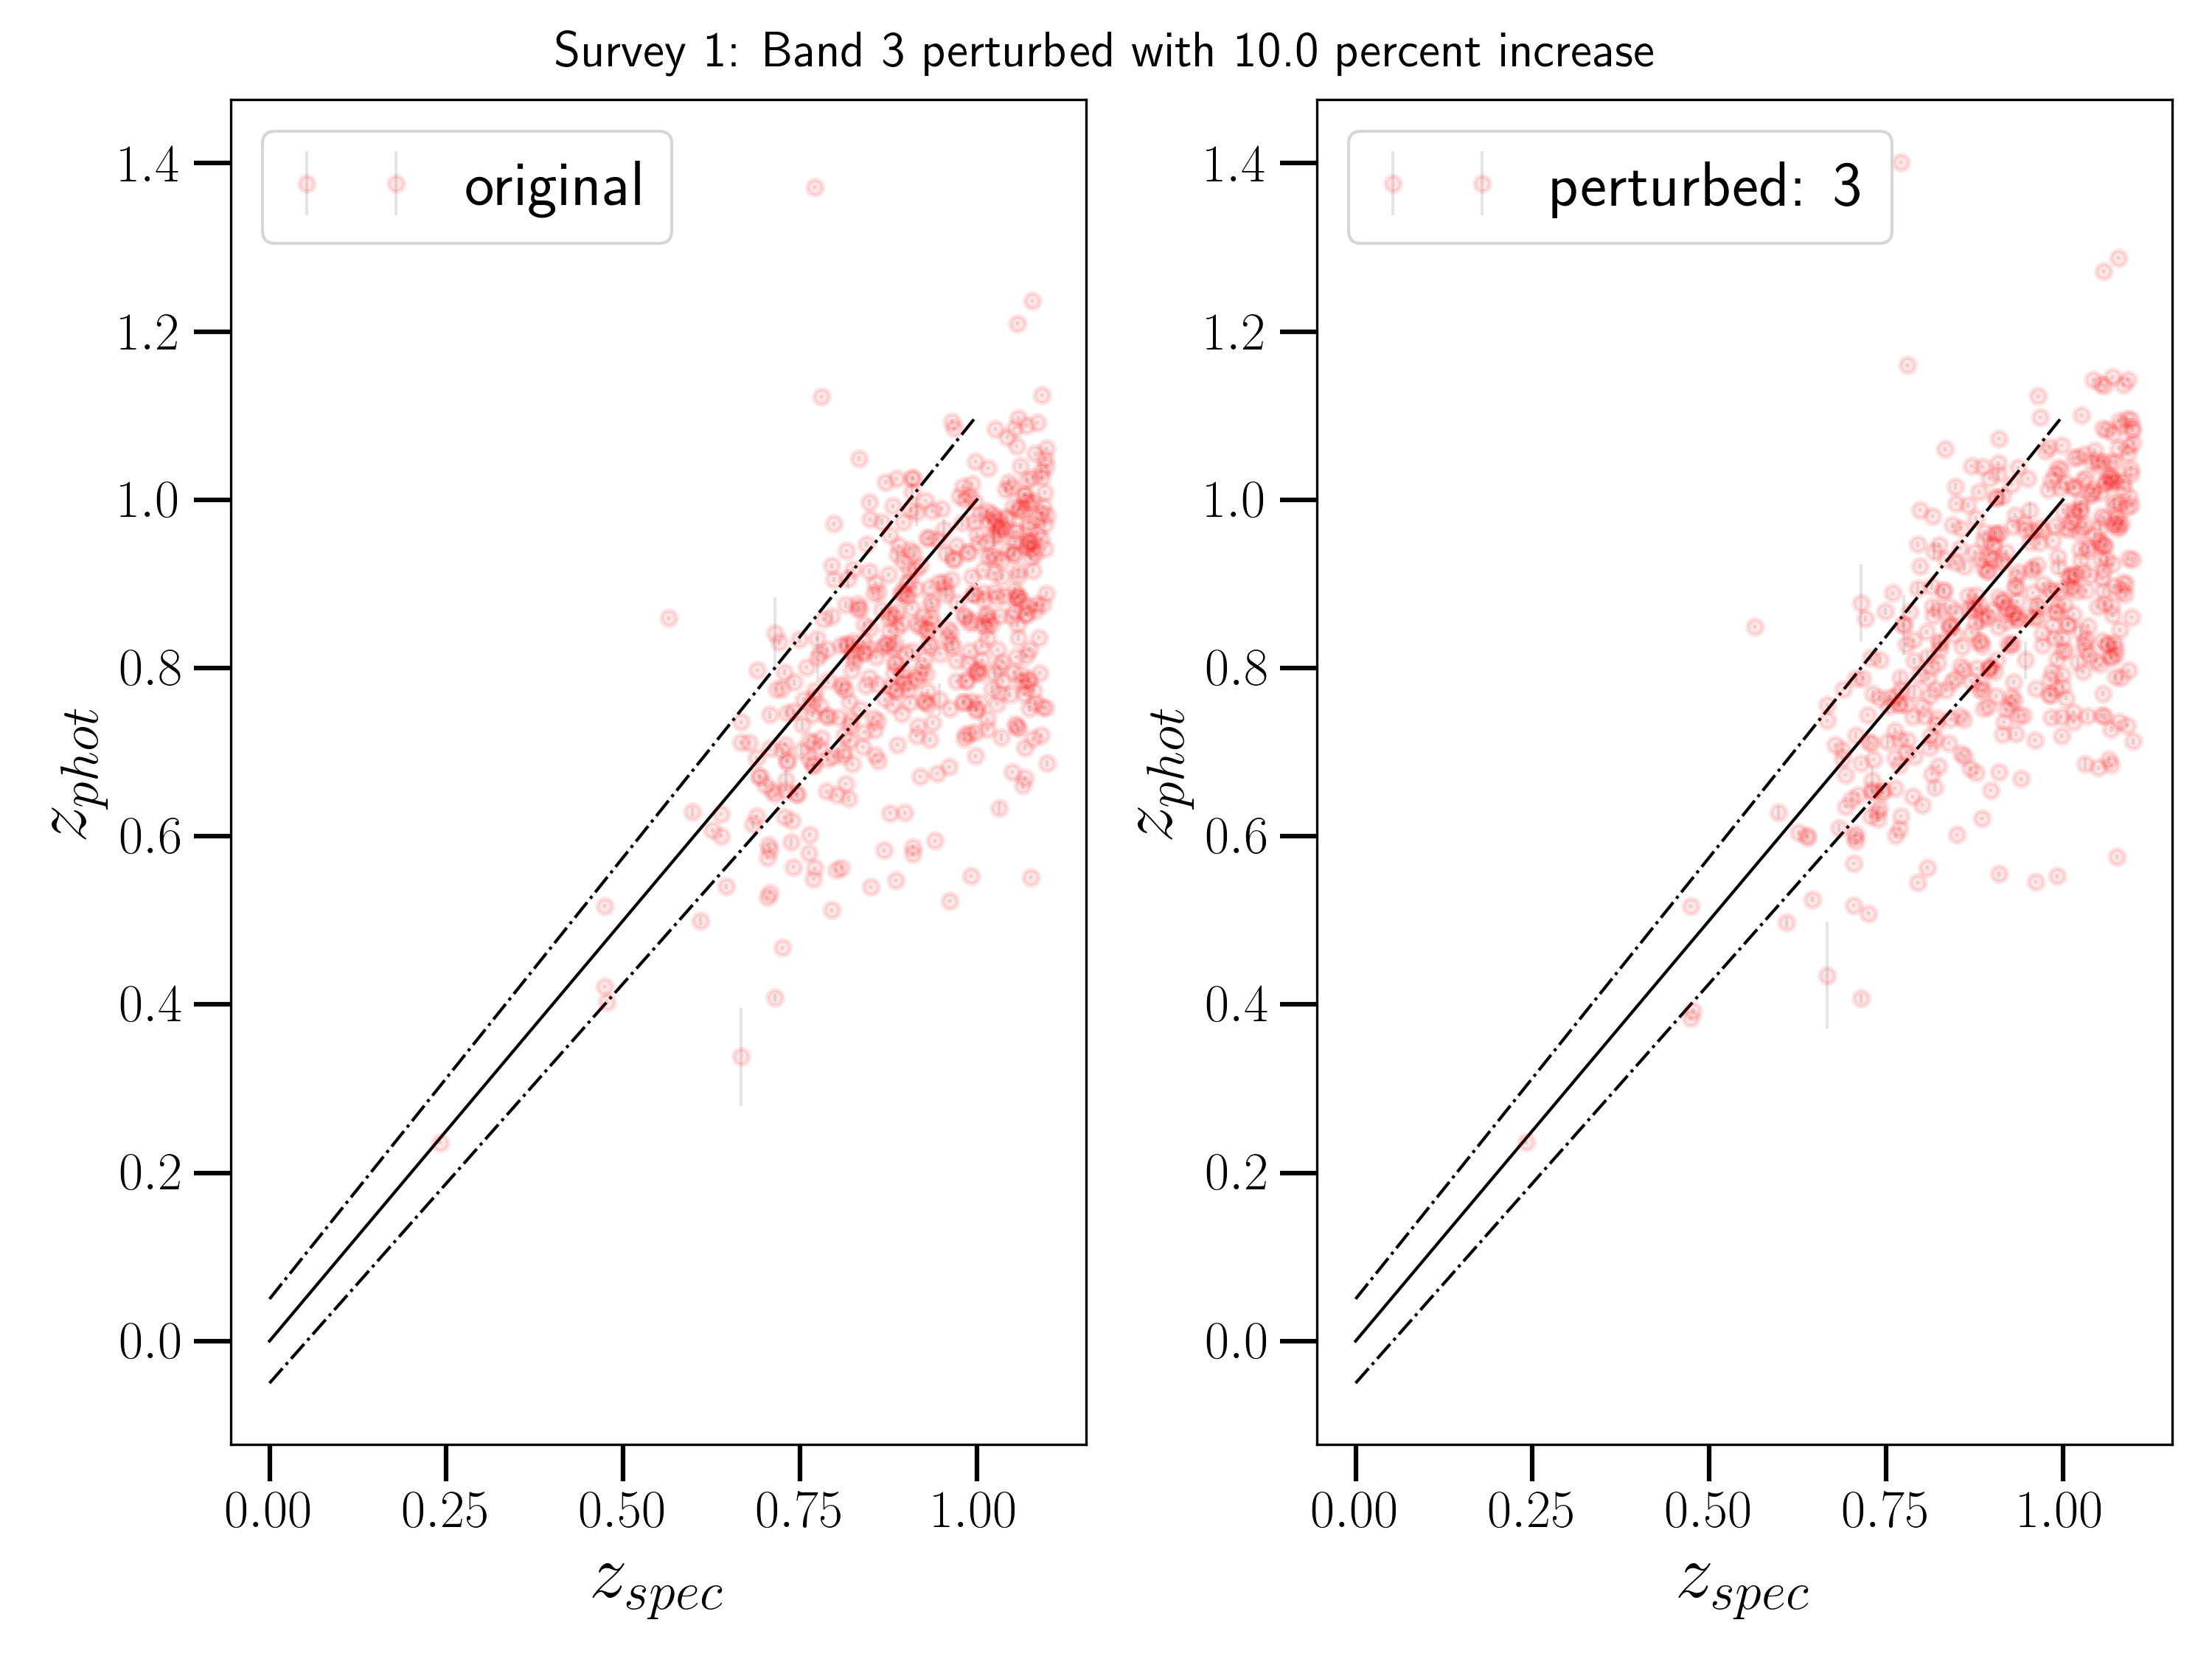 Survey 1: Band 3 perturbed with 10.0 percent increase
original
1.4
1.2
1.0
0.8
0.6
0.4
0.2
0.0
z_phot
0.00 0.25 0.50 0.75 1.00
z_spec
perturbed: 3
1.4
1.2
1.0
0.8
0.6
0.4
0.2
0.0
z_phot
0.00 0.25 0.50 0.75 1.00
z_spec